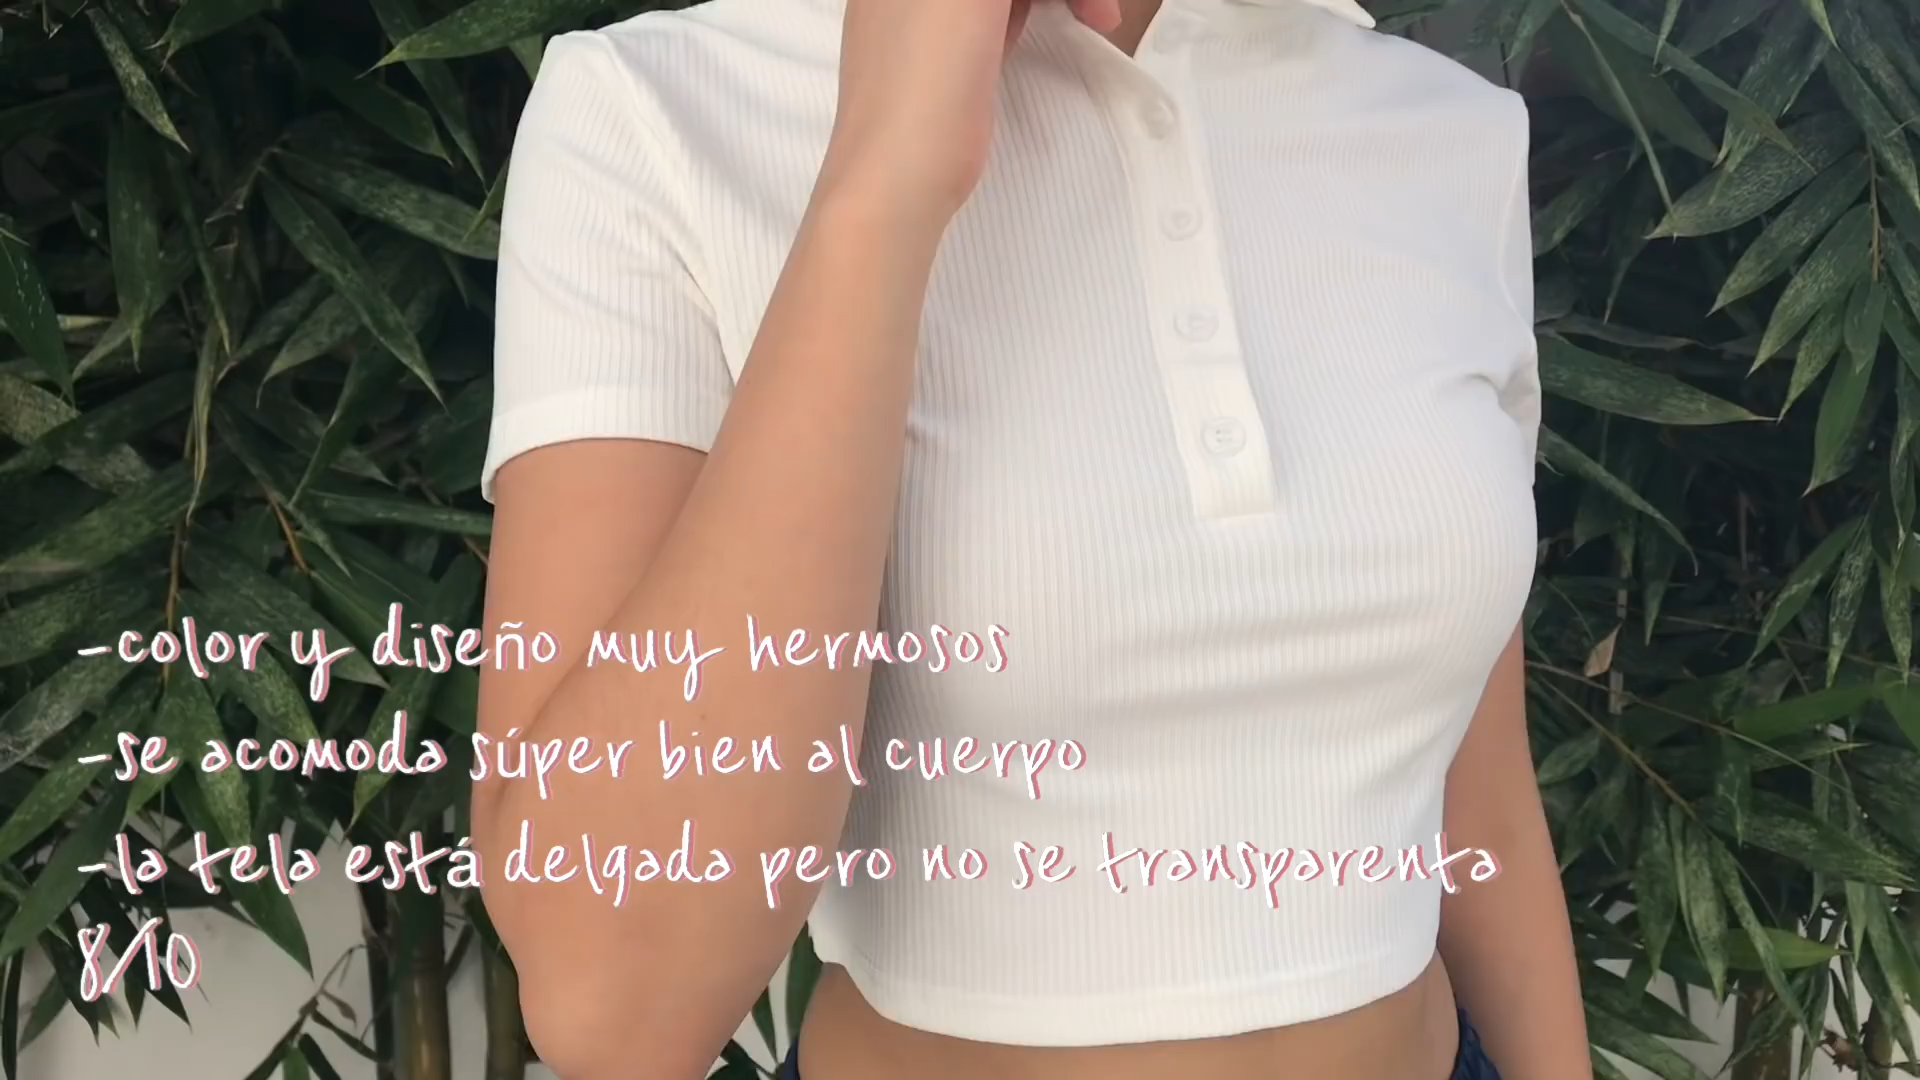 -color y diseño muy hermosos
-se acomoda súper bien al cuerpo
-la tela está delgada pero no se transparenta
8/10